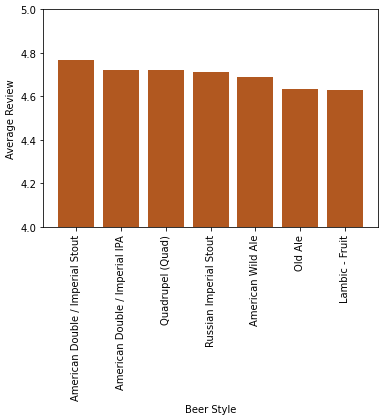 5.0
4.8
4.6
4.4
4.2
4.0
Average Review
American Double / Imperial Stout
American Double / Imperial IPA
Quadrupel (Quad)
Russian Imperial Stout
American Wild Ale
Old Ale
Lambic - Fruit
Beer Style